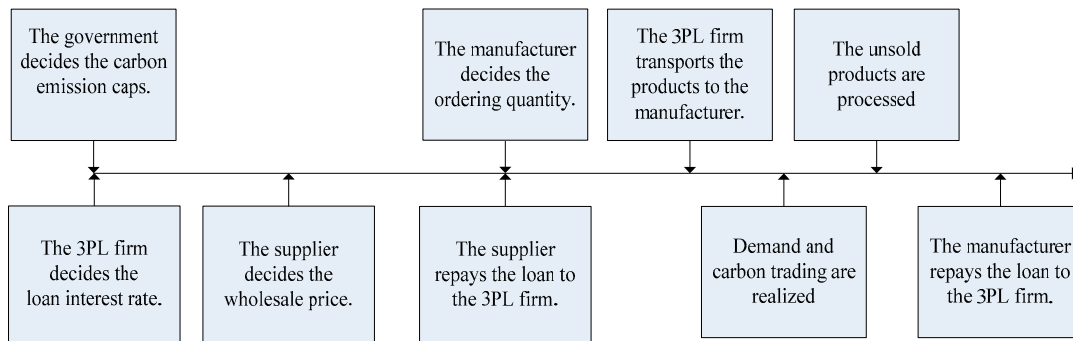 The government
decides the carbon
emission caps.
The manufacturer
decides the
ordering quantity.
The 3PL firm
transports the
products to the
manufacturer.
The unsold
products are
processed
The 3PL firm
decides the
loan interest rate.
The supplier
decides the
wholesale price.
The supplier
repays the loan to
the 3PL firm.
Demand and
carbon trading are
realized
The manufacturer
repays the loan to
the 3PL firm.